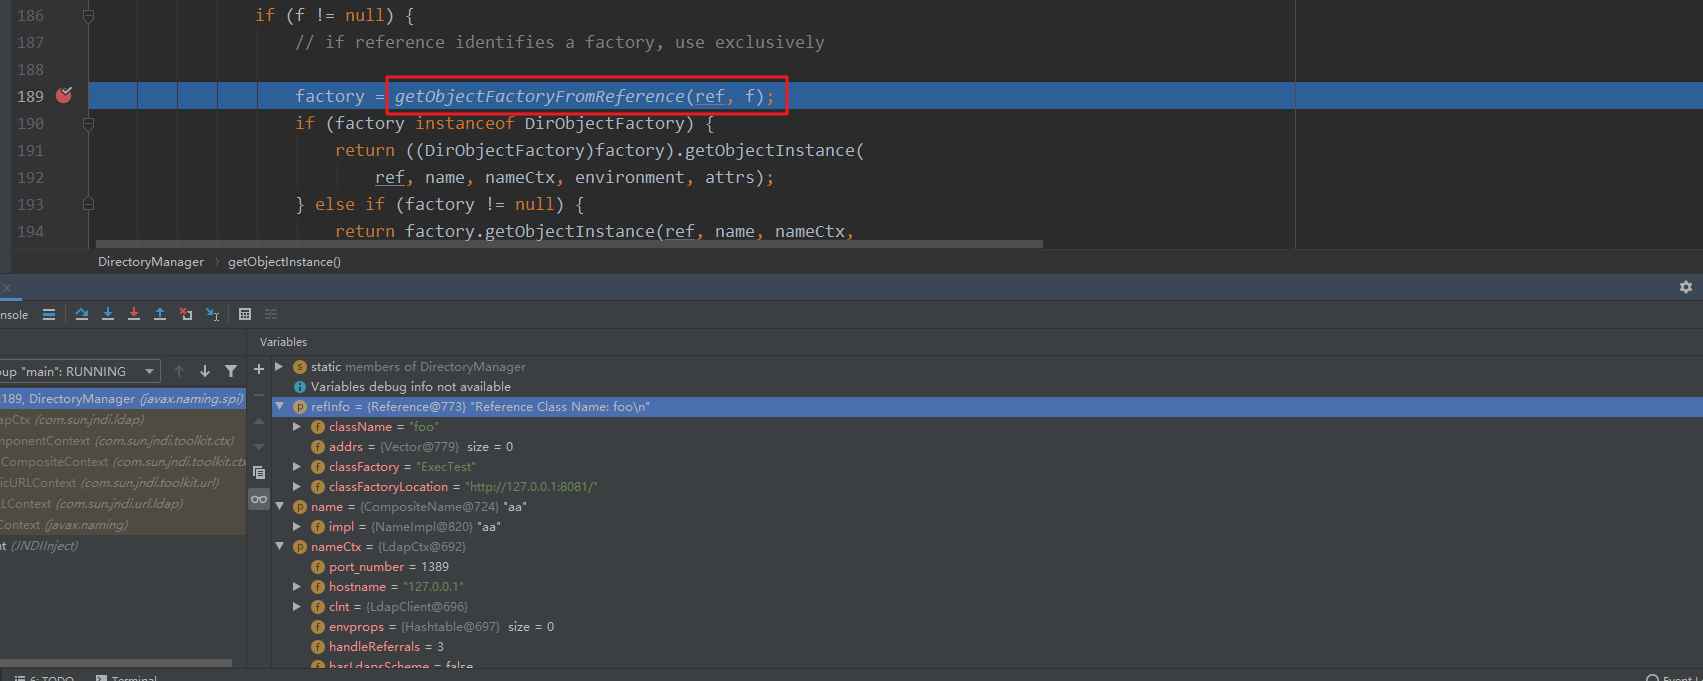 186 if (f != null) {
187 // if reference identifies a factory, use exclusively
188
189 factory = getObjectFactoryFromReference(ref, f);
190 if (factory instanceof DirObjectFactory) {
191 return ((DirObjectFactory)factory).getObjectInstance(
192 ref, name, nameCtx, environment, attrs);
193 } else if (factory != null) {
194 return factory.getObjectInstance(ref, name, nameCtx,
DirectoryManager › getObjectInstance()
nsole
Variables
oup "main": RUNNING
:189, DirectoryManager (javax.naming.spi)
apCtx (com.sun.jndi.ldap)
mponentContext (com.sun.jndi.toolkit.ctx)
CompositeContext (com.sun.jndi.toolkit.ctx
icURLContext (com.sun.jndi.toolkit.url)
LContext (com.sun.jndi.url.ldap)
Context (javax.naming)
t (JNDIInject)
static members of DirectoryManager
Variables debug info not available
refInfo = {Reference@773} "Reference Class Name: foo\n"
className = "foo"
addrs = {Vector@779} size = 0
classFactory = "ExecTest"
classFactoryLocation = "http://127.0.0.1:8081/"
name = {CompositeName@724} "aa"
impl = {NameImpl@820} "aa"
nameCtx = {LdapCtx@692}
port_number = 1389
hostname = "127.0.0.1"
clnt = {LdapClient@696}
envprops = {Hashtable@697} size = 0
handleReferrals = 3
hasLdapsScheme = false
6: TODO Terminal Event L